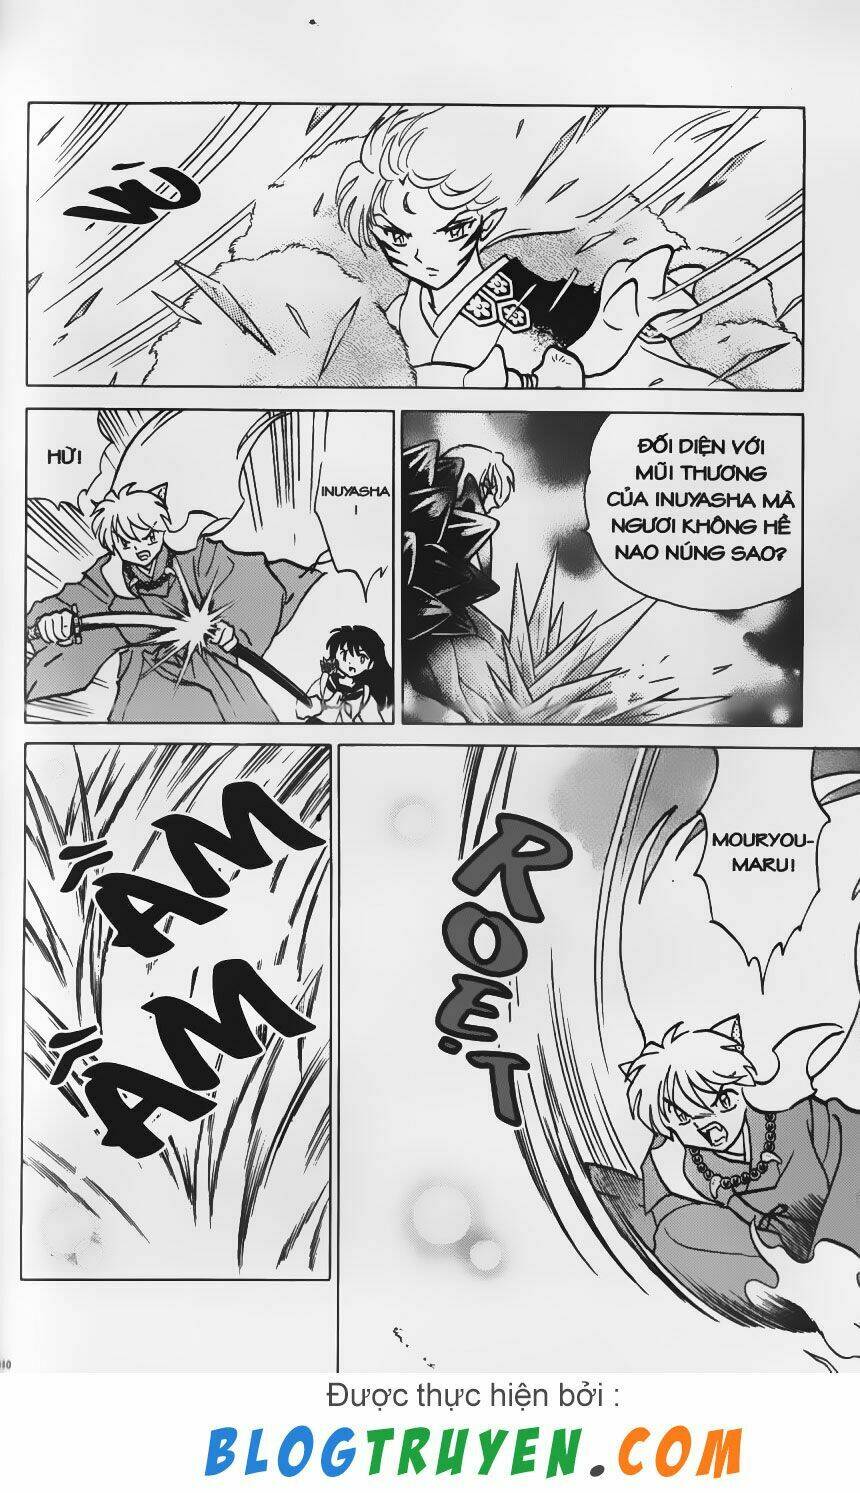 VÙ
HỪ!
INUYASHA
!
ĐỐI DIỆN VỚI
MŨI THƯƠNG
CỦA INUYASHA MÀ
NGƯƠI KHÔNG HỀ
NAO NÚNG SAO?
ẦM
ẦM
ROẸT
MOURYOU-
MARU!
Được thực hiện bởi :
BLOGTRUYEN.COM